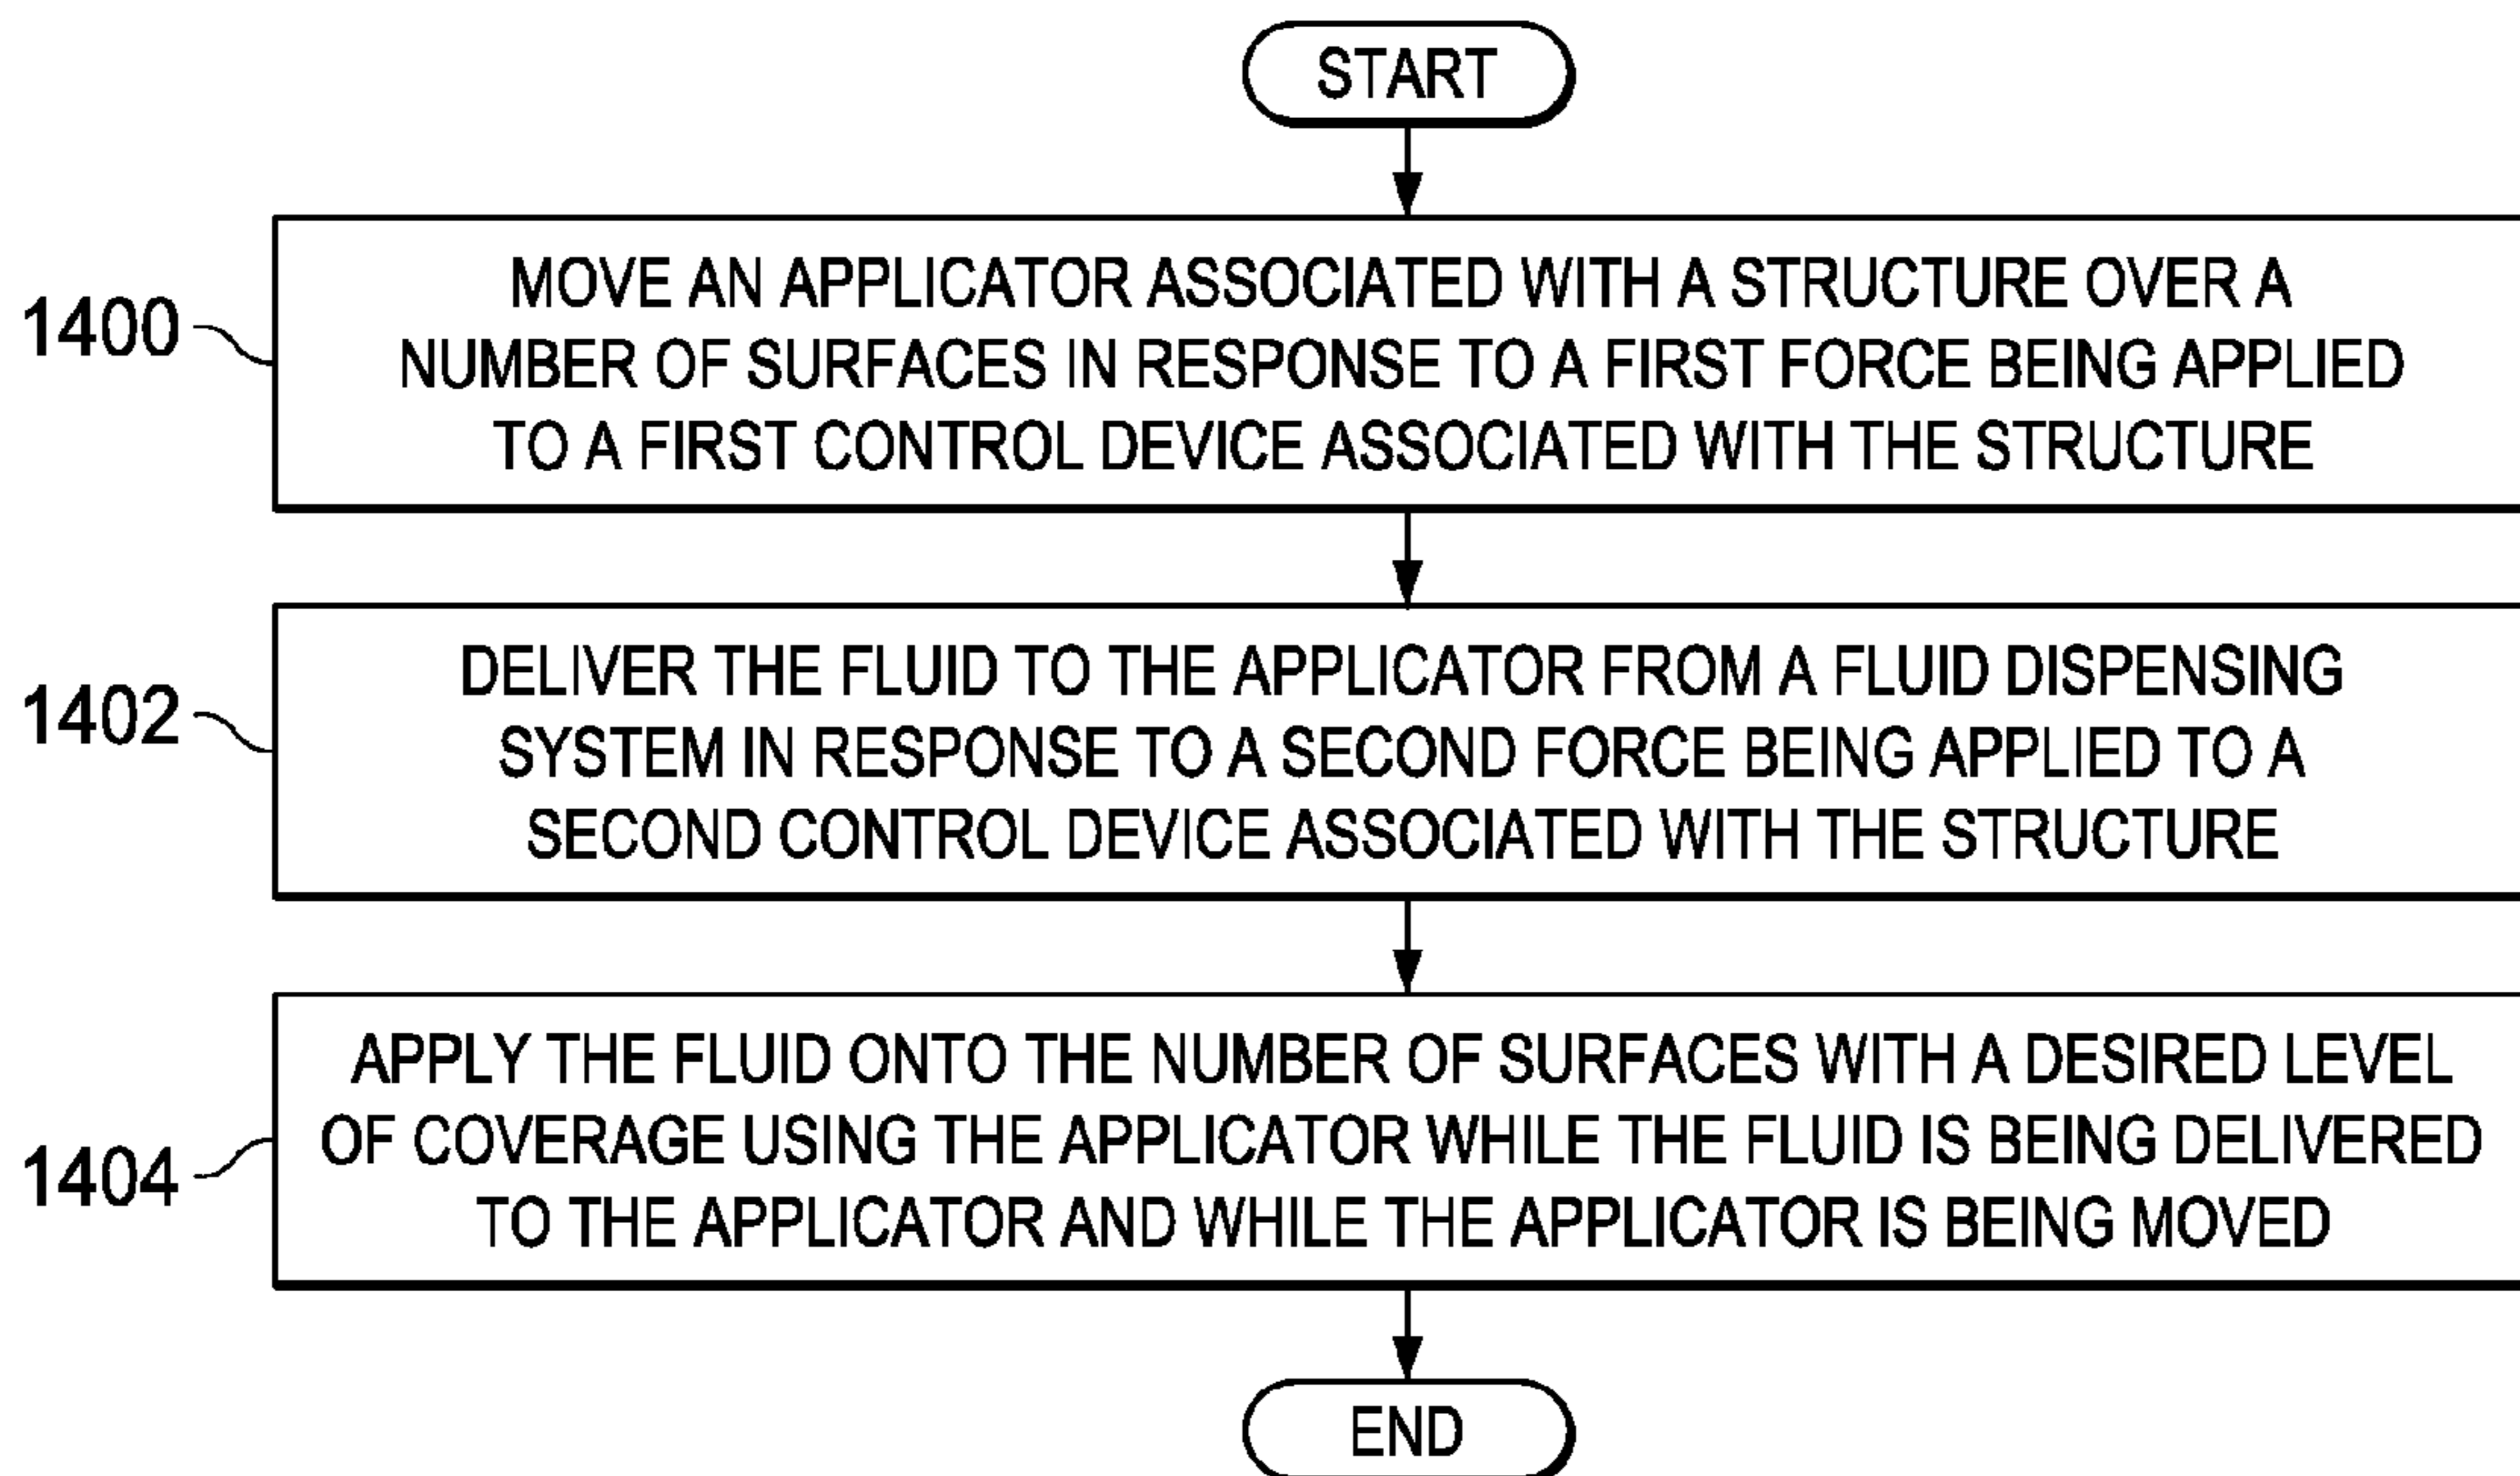 START
1400
MOVE AN APPLICATOR ASSOCIATED WITH A STRUCTURE OVER A
NUMBER OF SURFACES IN RESPONSE TO A FIRST FORCE BEING APPLIED
TO A FIRST CONTROL DEVICE ASSOCIATED WITH THE STRUCTURE
1402
DELIVER THE FLUID TO THE APPLICATOR FROM A FLUID DISPENSING
SYSTEM IN RESPONSE TO A SECOND FORCE BEING APPLIED TO A
SECOND CONTROL DEVICE ASSOCIATED WITH THE STRUCTURE
1404
APPLY THE FLUID ONTO THE NUMBER OF SURFACES WITH A DESIRED LEVEL
OF COVERAGE USING THE APPLICATOR WHILE THE FLUID IS BEING DELIVERED
TO THE APPLICATOR AND WHILE THE APPLICATOR IS BEING MOVED
END